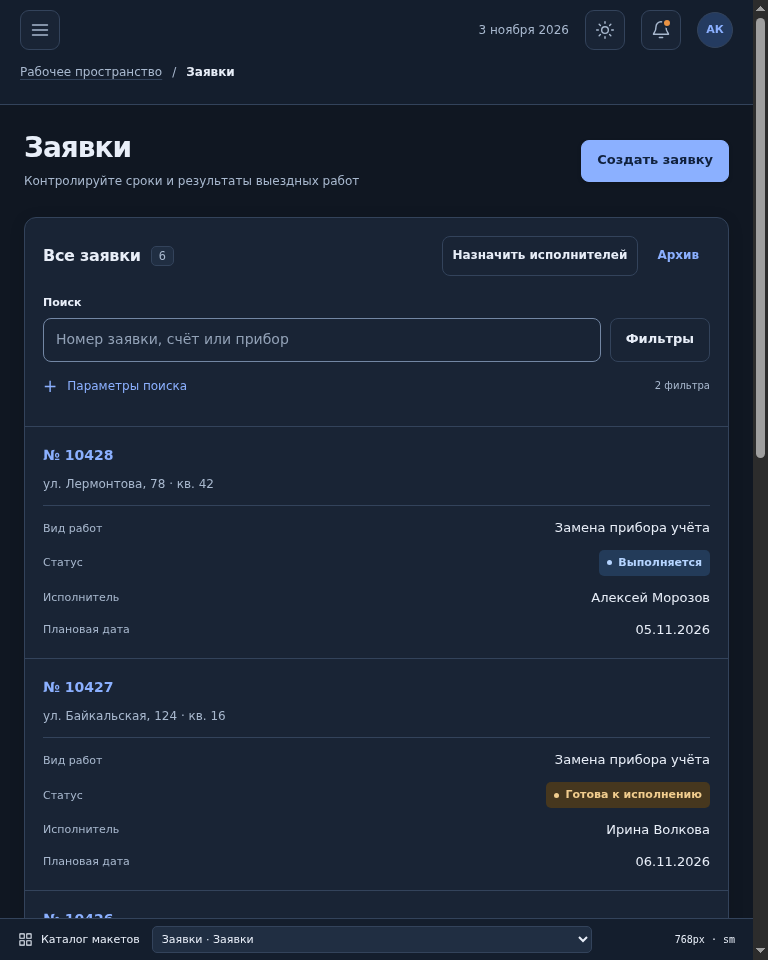 3 ноября 2026
АК
Рабочее пространство / Заявки
Заявки
Контролируйте сроки и результаты выездных работ
Создать заявку
Все заявки 6
Назначить исполнителей
Архив
Поиск
Номер заявки, счёт или прибор
Фильтры
+ Параметры поиска
2 фильтра
№ 10428
ул. Лермонтова, 78 · кв. 42
Вид работ Замена прибора учёта
Статус Выполняется
Исполнитель Алексей Морозов
Плановая дата 05.11.2026
№ 10427
ул. Байкальская, 124 · кв. 16
Вид работ Замена прибора учёта
Статус Готова к исполнению
Исполнитель Ирина Волкова
Плановая дата 06.11.2026
№ 10426
Каталог макетов
Заявки · Заявки
768px · sm